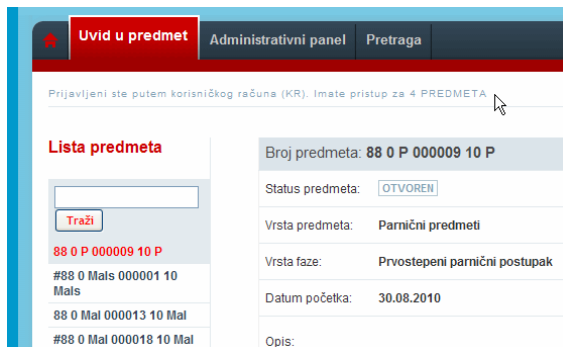 Uvid u predmet
Administrativni panel
Pretraga
Prijavljeni ste putem korisničkog računa (KR). Imate pristup za 4 PREDMETA
Lista predmeta
Traži
88 0 P 000009 10 P
#88 0 Mals 000001 10
Mals
88 0 Mal 000013 10 Mal
#88 0 Mal 000018 10 Mal
Broj predmeta: 88 0 P 000009 10 P
Status predmeta: OTVOREN
Vrsta predmeta: Parnični predmeti
Vrsta faze: Prvostepeni parnični postupak
Datum početka: 30.08.2010
Opis: